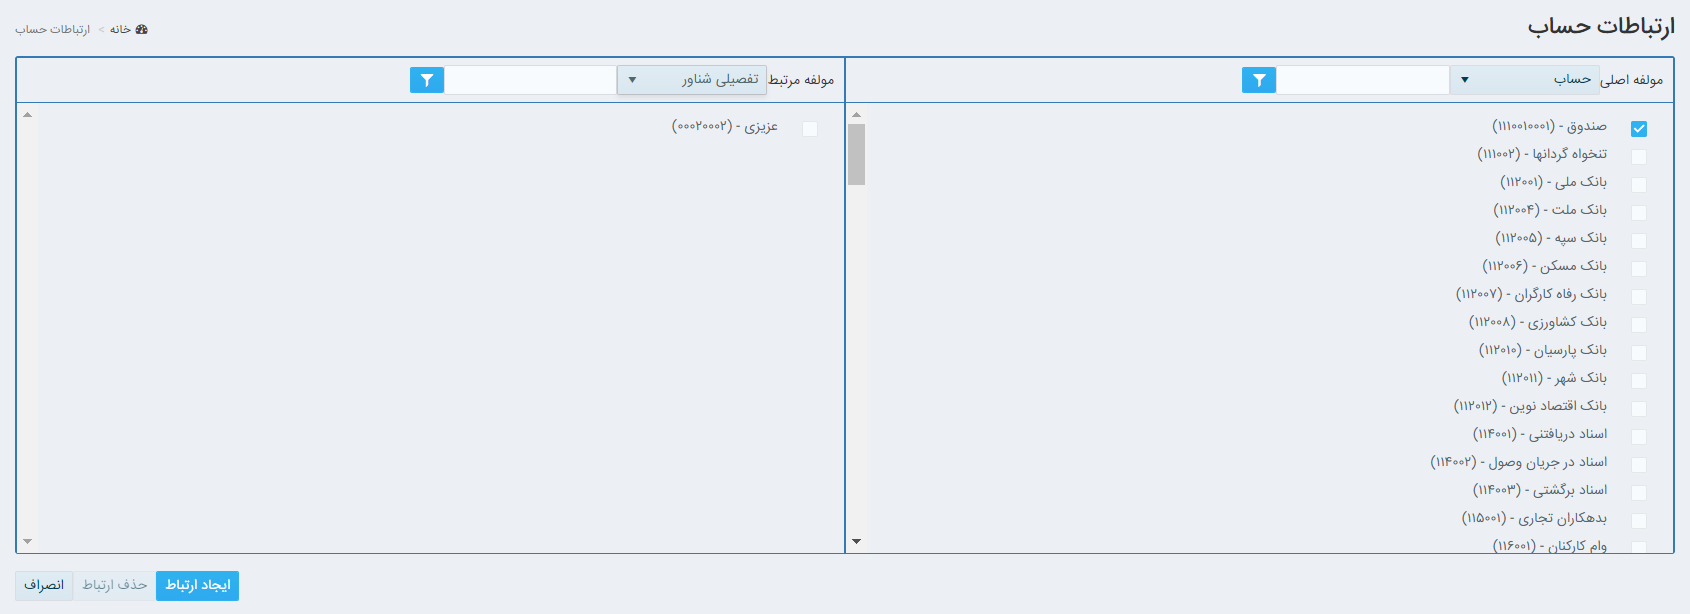 ارتباطات حساب
خانه > ارتباطات حساب
مولفه اصلی حساب
صندوق - (۱۱۱۰۰۱۰۰۰۱)
تنخواه گردانها - (۱۱۱۰۰۲)
بانک ملی - (۱۱۲۰۰۱)
بانک ملت - (۱۱۲۰۰۴)
بانک سپه - (۱۱۲۰۰۵)
بانک مسکن - (۱۱۲۰۰۶)
بانک رفاه کارگران - (۱۱۲۰۰۷)
بانک کشاورزی - (۱۱۲۰۰۸)
بانک پارسیان - (۱۱۲۰۱۰)
بانک شهر - (۱۱۲۰۱۱)
بانک اقتصاد نوین - (۱۱۲۰۱۲)
اسناد دریافتنی - (۱۱۴۰۰۱)
اسناد در جریان وصول - (۱۱۴۰۰۲)
اسناد برگشتی - (۱۱۴۰۰۳)
بدهکاران تجاری - (۱۱۵۰۰۱)
وام کارکنان - (۱۱۶۰۰۱)
مولفه مرتبط تفصیلی شناور
عزیزی - (۰۰۰۲۰۰۰۲)
ایجاد ارتباط
حذف ارتباط
انصراف